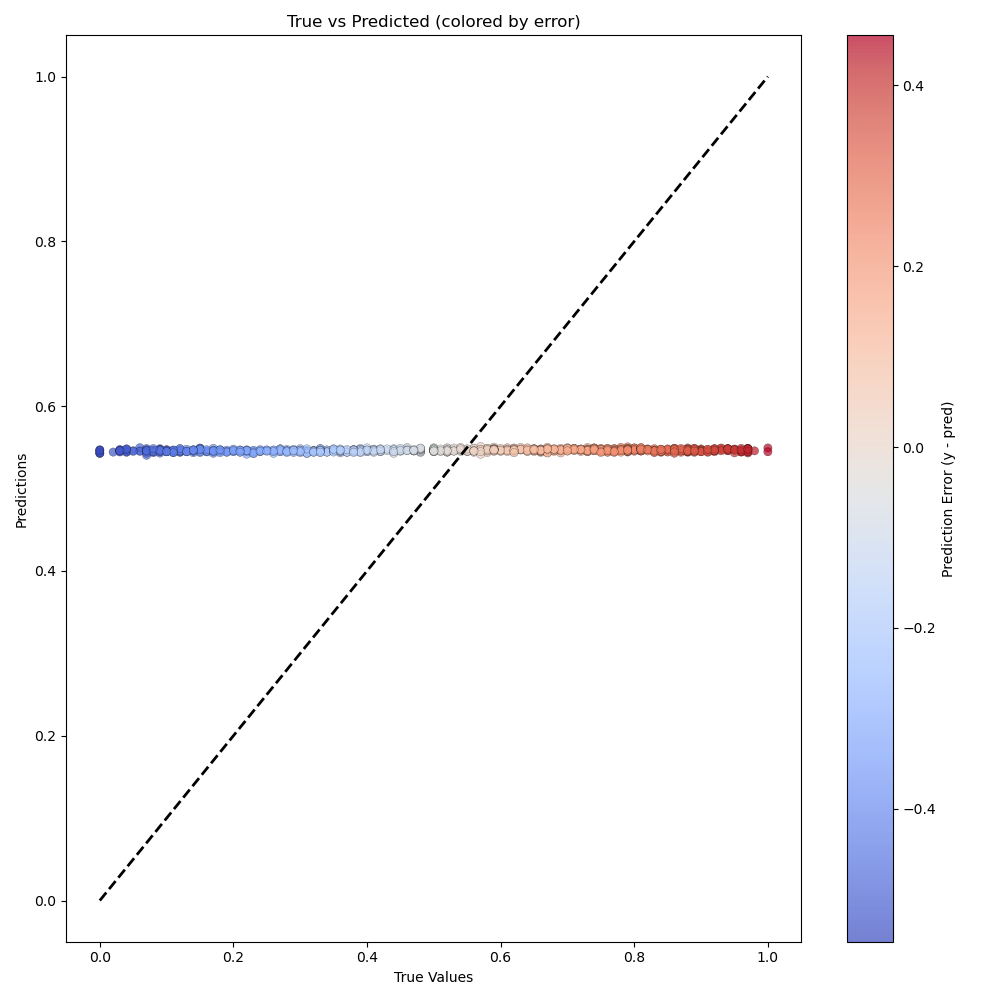 True vs Predicted (colored by error)
1.0
0.8
0.6
0.4
0.2
0.0
Predictions
0.0 0.2 0.4 0.6 0.8 1.0
True Values
0.4
0.2
0.0
−0.2
−0.4
Prediction Error (y - pred)